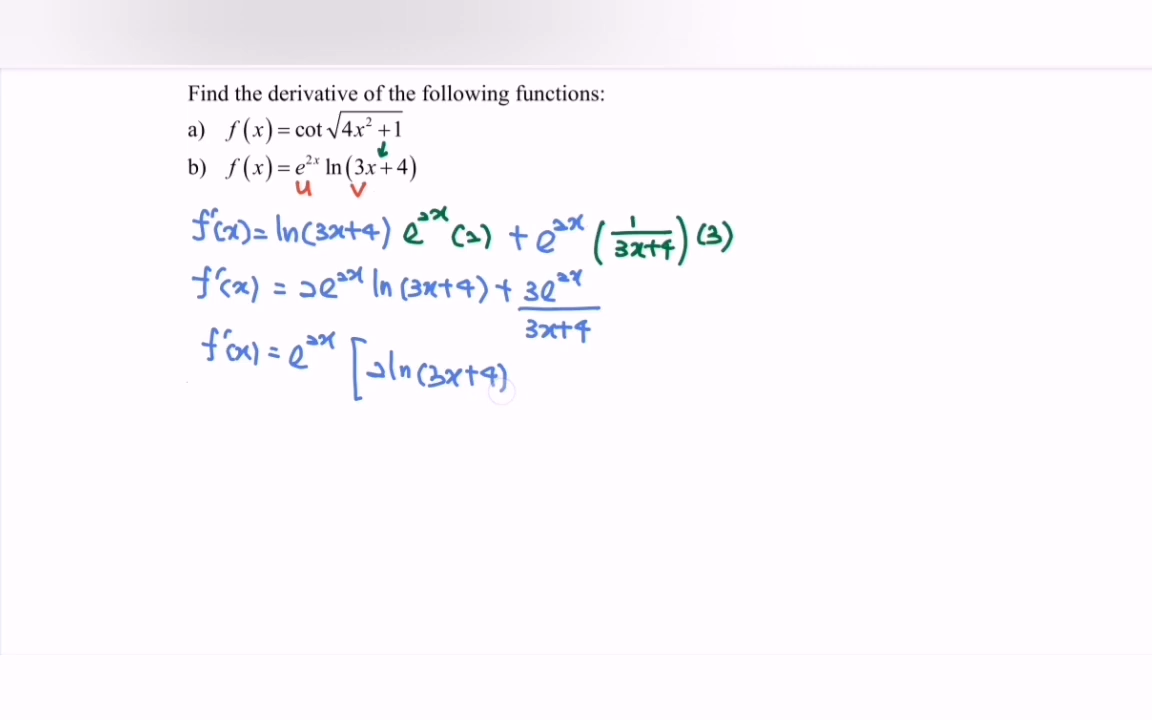 Find the derivative of the following functions:
a) f(x) = cot √(4x² + 1)
b) f(x) = e^{2x} ln(3x + 4)
u v
f'(x) = ln(3x+4) e^{2x} (2) + e^{2x} (1/(3x+4)) (3)
f'(x) = 2e^{2x} ln(3x+4) + 3e^{2x}/(3x+4)
f'(x) = e^{2x} [2ln(3x+4)